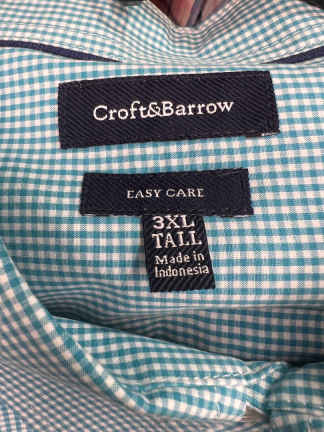 Croft&Barrow
EASY CARE
3XL
TALL
Made in
Indonesia